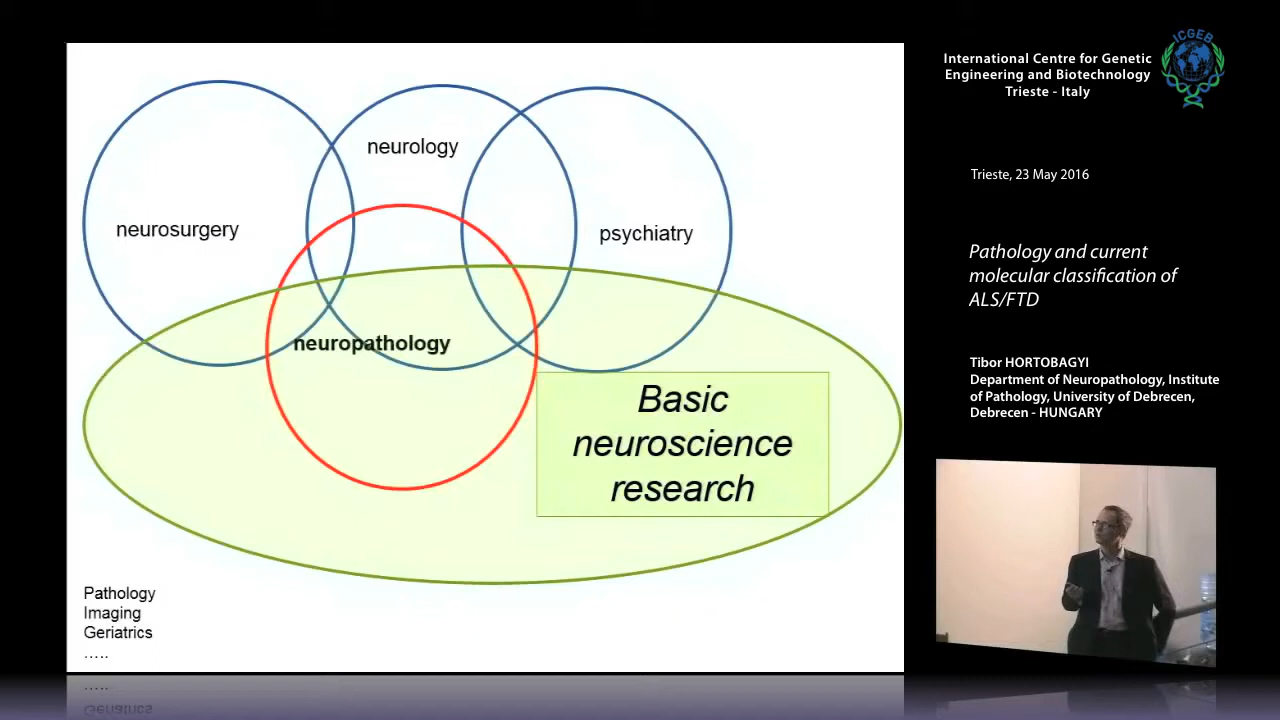 neurosurgery
neurology
psychiatry
neuropathology
Basic
neuroscience
research
Pathology
Imaging
Geriatrics
.....
ICGEB
International Centre for Genetic
Engineering and Biotechnology
Trieste - Italy
Trieste, 23 May 2016
Pathology and current
molecular classification of
ALS/FTD
Tibor HORTOBAGYI
Department of Neuropathology, Institute
of Pathology, University of Debrecen,
Debrecen - HUNGARY